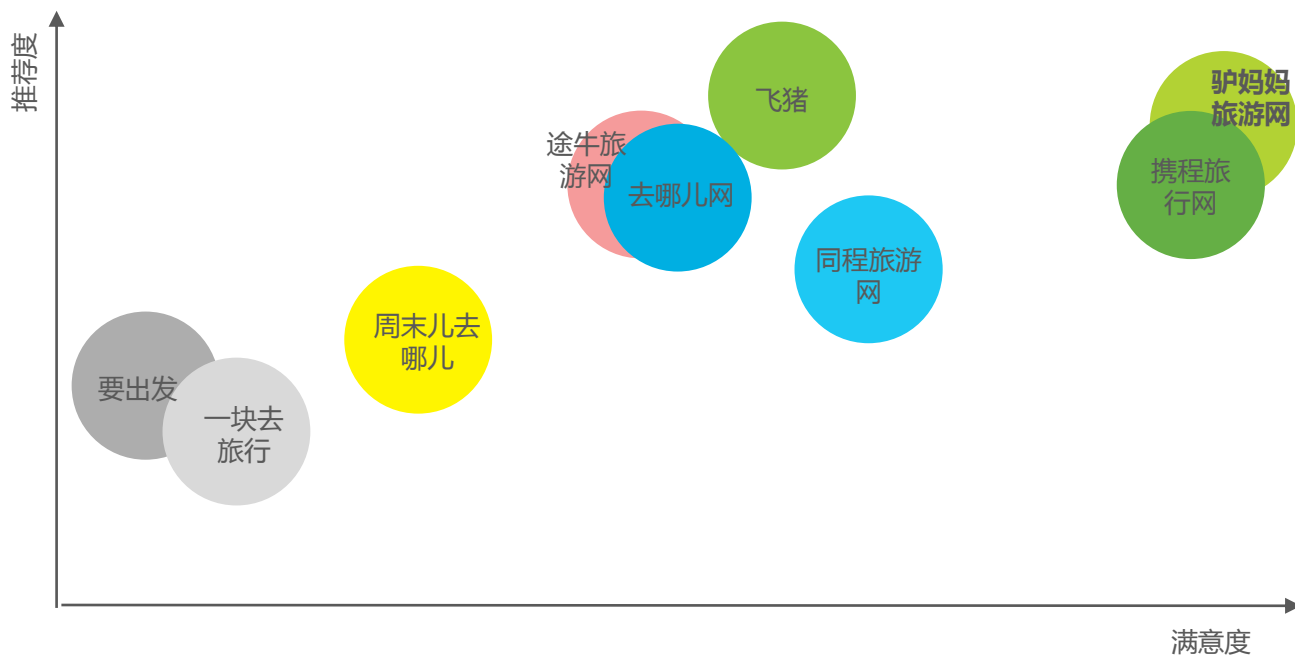 推荐度
飞猪
驴妈妈
旅游网
途牛旅
游网
去哪儿网
携程旅
行网
同程旅游
网
周末儿去
哪儿
要出发
一块去
旅行
满意度